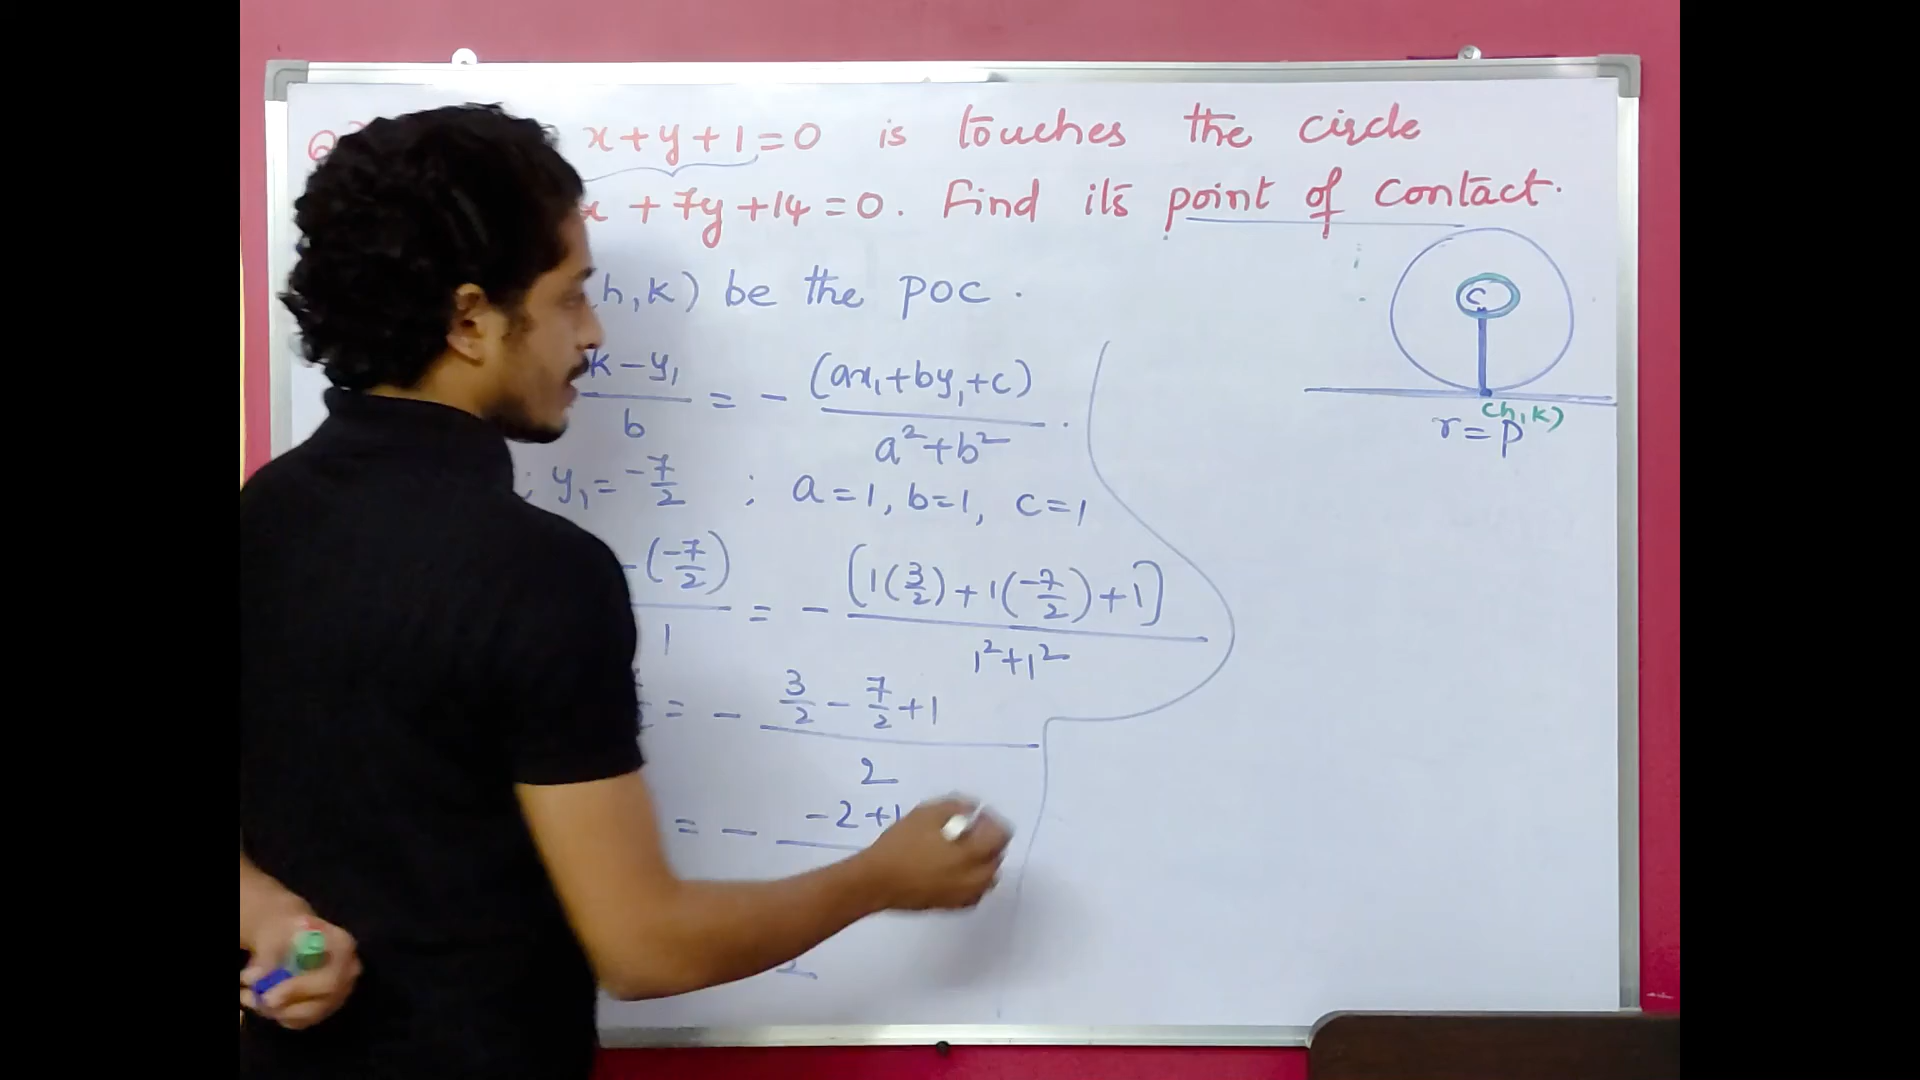 x+y+1=0 is touches the circle
x + 7y + 14 = 0. Find its point of contact.
h, k) be the POC.
C
k - y₁ / b = - (ax₁ + by₁ + c) / a² + b².
(h, k)
r = p
; y₁ = -7/2 ; a = 1, b = 1, c = 1
- (-7/2) / 1 = - [1(3/2) + 1(-7/2) + 1] / 1² + 1²
= - 3/2 - 7/2 + 1 / 2
= - -2 + 1
2